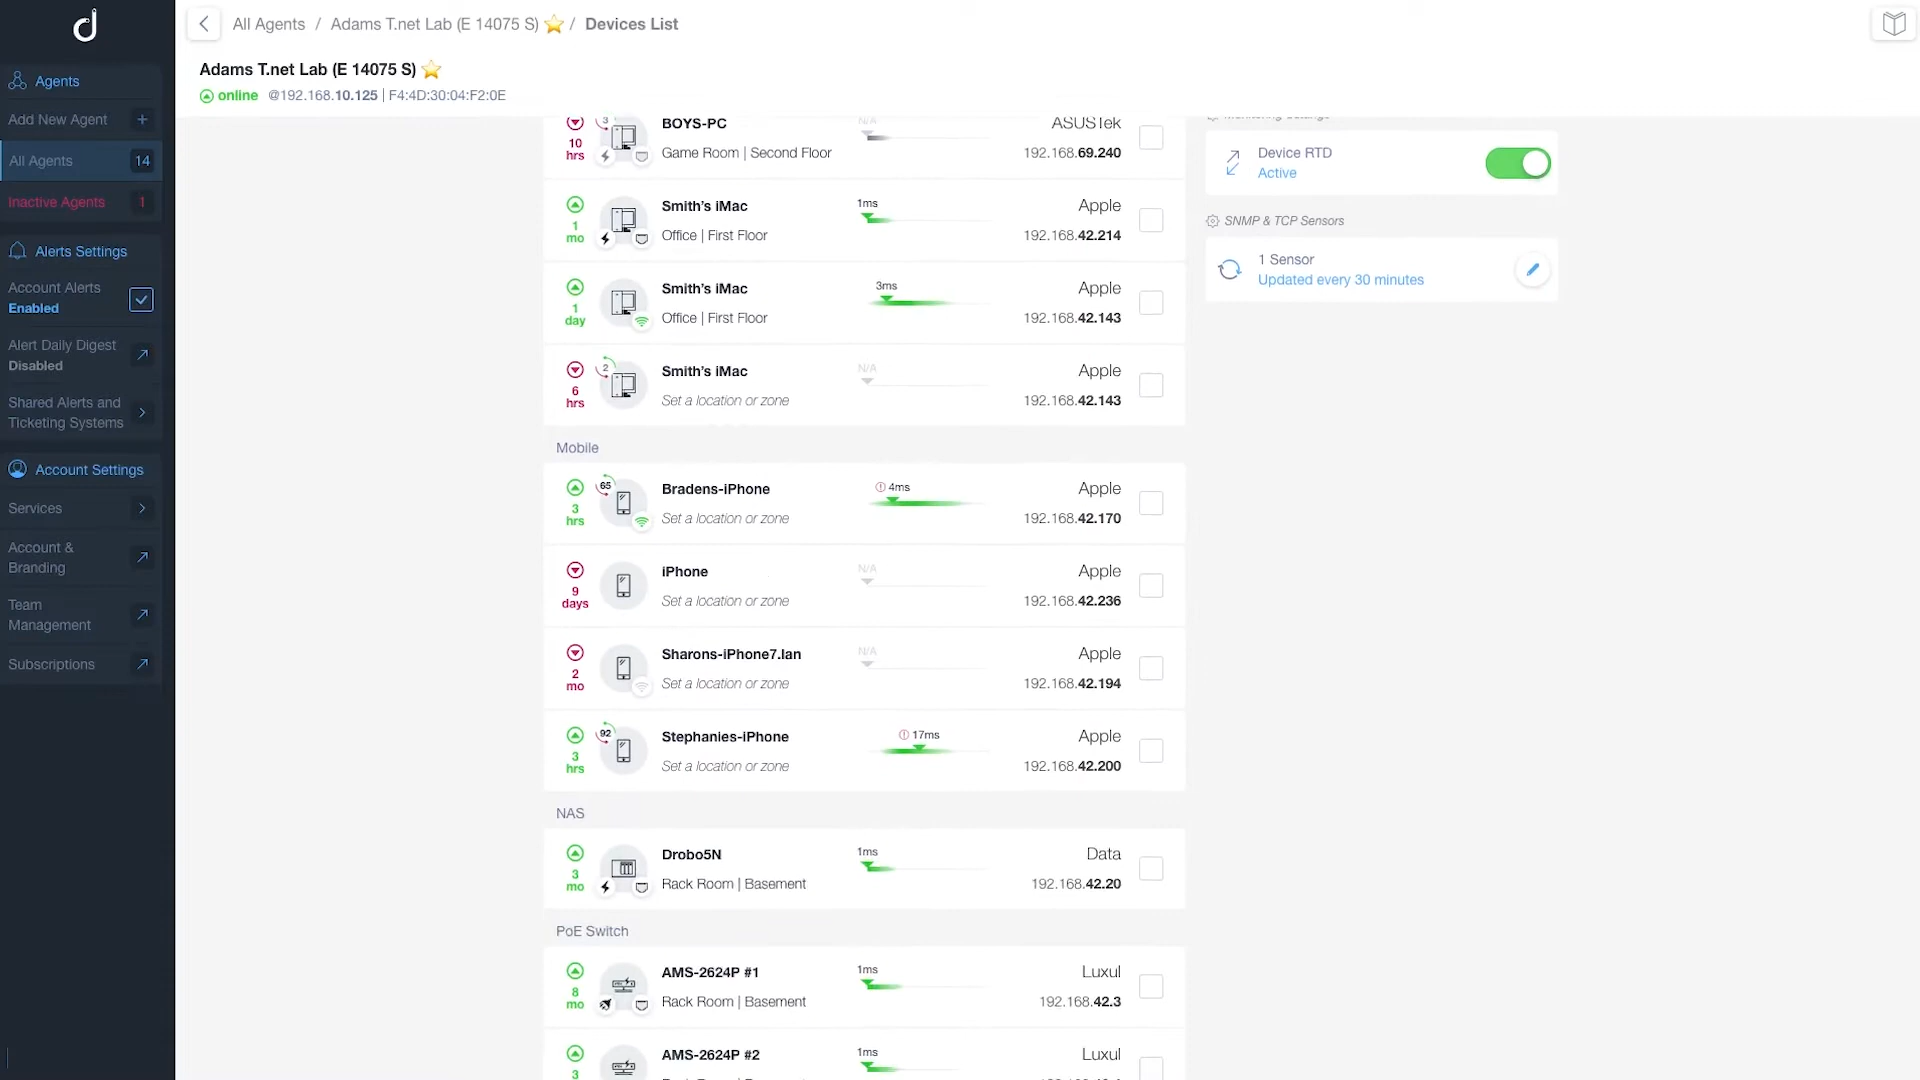 All Agents / Adams T.net Lab (E 14075 S) ⭐ / Devices List
Adams T.net Lab (E 14075 S) ⭐
online @192.168.10.125 | F4:4D:30:04:F2:0E
Agents
Add New Agent +
All Agents 14
Inactive Agents 1
Alerts Settings
Account Alerts
Enabled
Alert Daily Digest
Disabled
Shared Alerts and
Ticketing Systems
Account Settings
Services
Account &
Branding
Team
Management
Subscriptions
10
hrs
3
BOYS-PC
Game Room | Second Floor
N/A
ASUSTek
192.168.69.240
1
mo
Smith's iMac
Office | First Floor
1ms
Apple
192.168.42.214
1
day
Smith's iMac
Office | First Floor
3ms
Apple
192.168.42.143
6
hrs
2
Smith's iMac
Set a location or zone
N/A
Apple
192.168.42.143
Mobile
3
hrs
65
Bradens-iPhone
Set a location or zone
4ms
Apple
192.168.42.170
9
days
iPhone
Set a location or zone
N/A
Apple
192.168.42.236
2
mo
Sharons-iPhone7.lan
Set a location or zone
N/A
Apple
192.168.42.194
3
hrs
92
Stephanies-iPhone
Set a location or zone
17ms
Apple
192.168.42.200
NAS
3
mo
Drobo5N
Rack Room | Basement
1ms
Data
192.168.42.20
PoE Switch
8
mo
AMS-2624P #1
Rack Room | Basement
1ms
Luxul
192.168.42.3
3
AMS-2624P #2
1ms
Luxul
Monitoring Settings
Device RTD
Active
SNMP & TCP Sensors
1 Sensor
Updated every 30 minutes